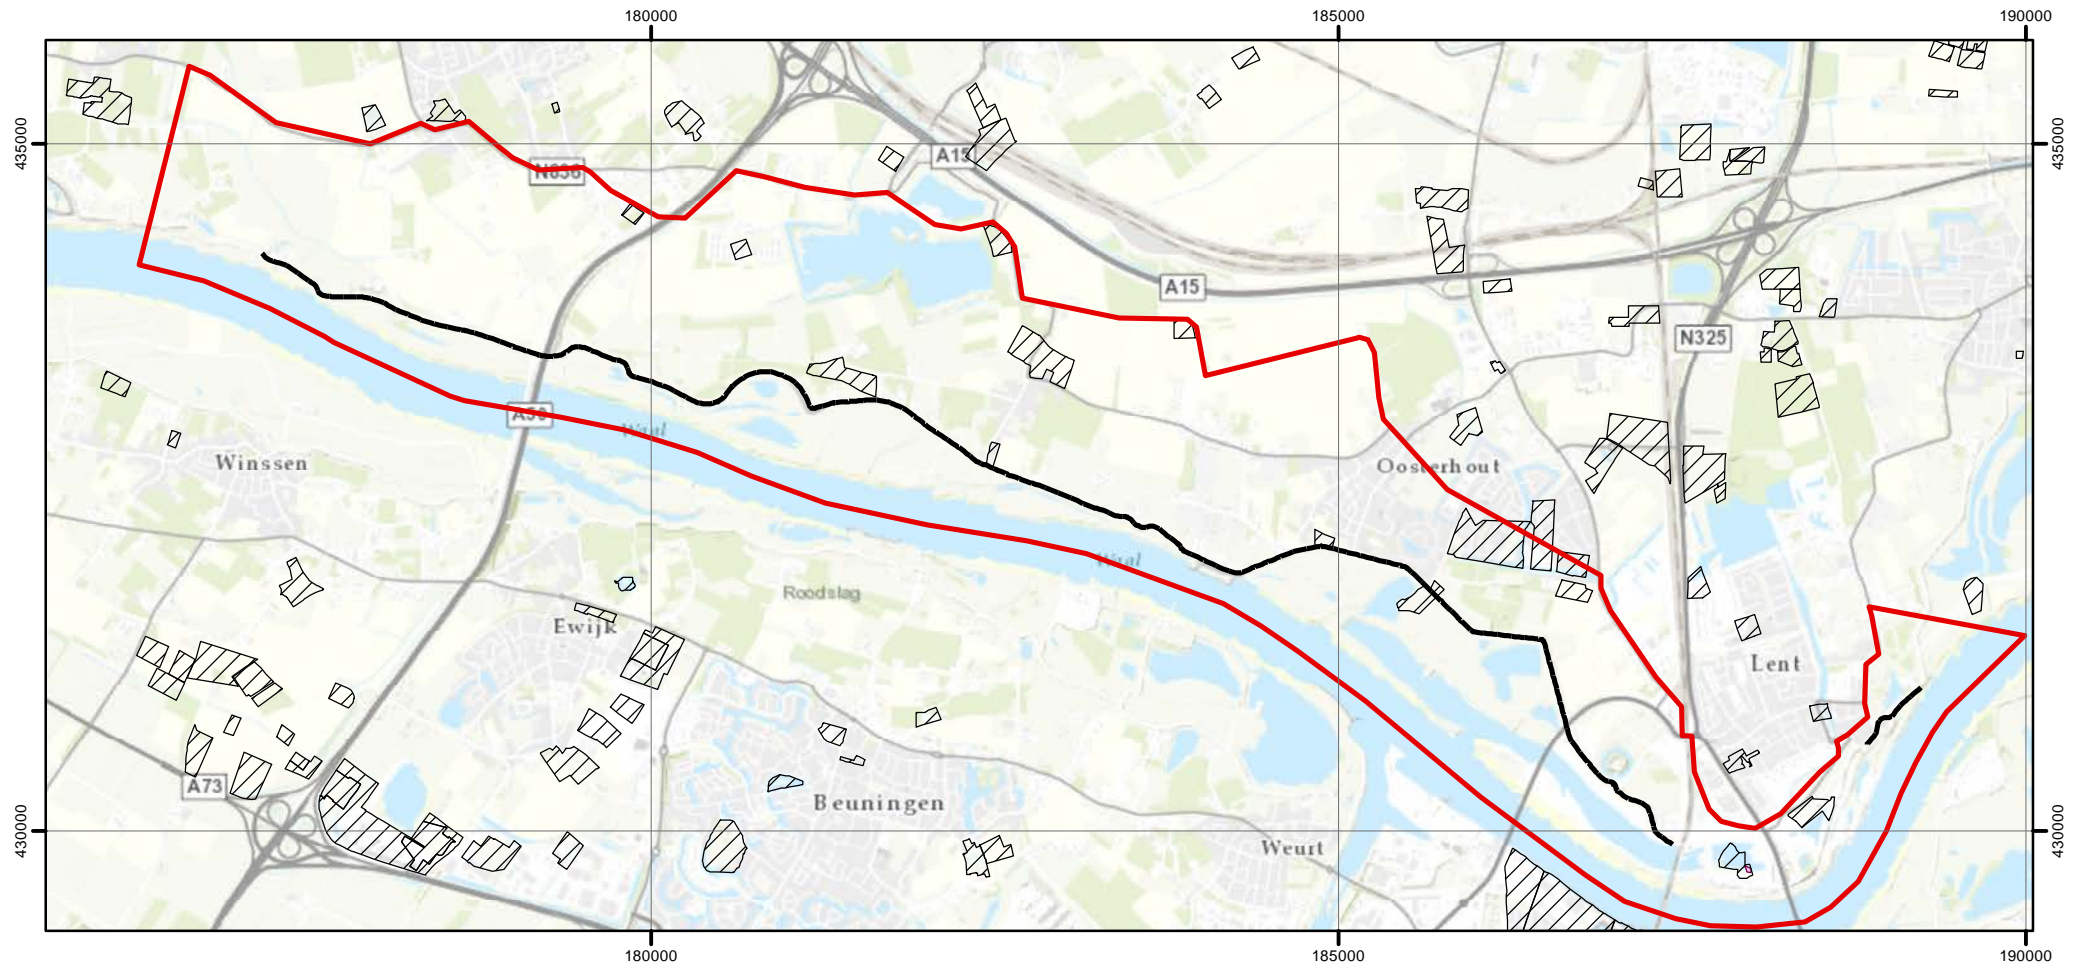 180000
185000
190000
435000
435000
A15
N836
A15
N325
A50
Waal
Winssen
Oosterhout
Waal
Roodslag
Ewijk
Lent
A73
Beuningen
430000
430000
Weurt
180000
185000
190000